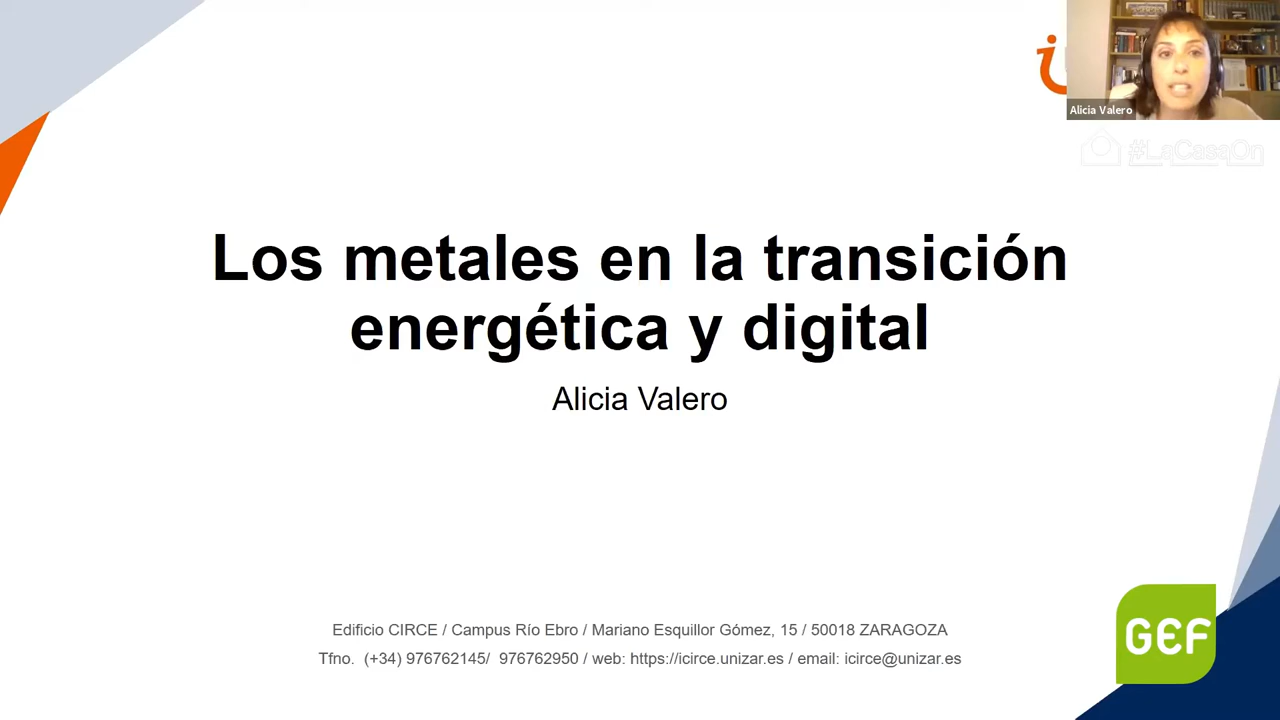 Alicia Valero
#LaCasaOn
Los metales en la transición
energética y digital
Alicia Valero
Edificio CIRCE / Campus Río Ebro / Mariano Esquillor Gómez, 15 / 50018 ZARAGOZA
Tfno. (+34) 976762145/ 976762950 / web: https://icirce.unizar.es / email: icirce@unizar.es
GEF